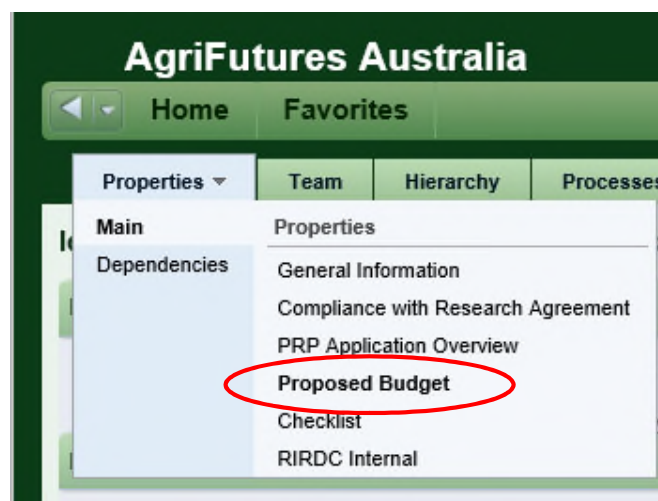 AgriFutures Australia
Home Favorites
Properties Team Hierarchy Processes
Main Properties
Dependencies General Information
Compliance with Research Agreement
PRP Application Overview
Proposed Budget
Checklist
RIRDC Internal